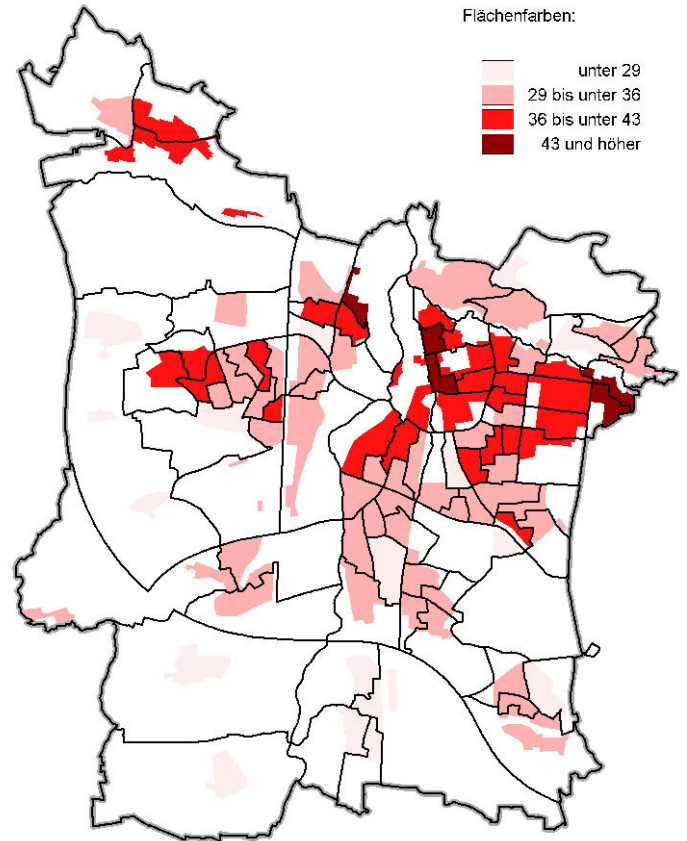 Flächenfarben:
unter 29
29 bis unter 36
36 bis unter 43
43 und höher